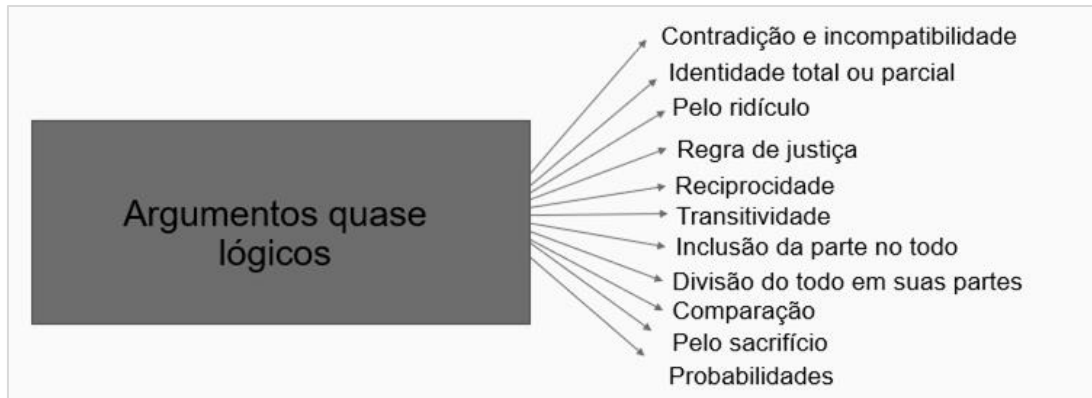 Argumentos quase
lógicos
Contradição e incompatibilidade
Identidade total ou parcial
Pelo ridículo
Regra de justiça
Reciprocidade
Transitividade
Inclusão da parte no todo
Divisão do todo em suas partes
Comparação
Pelo sacrifício
Probabilidades